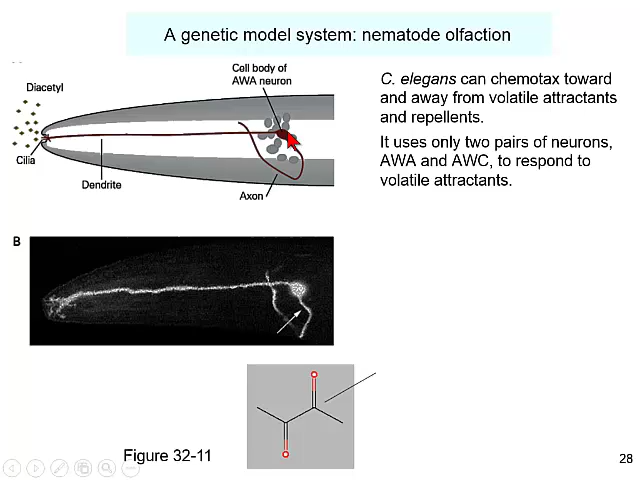 A genetic model system: nematode olfaction
Diacetyl
Cell body of
AWA neuron
Cilia
Dendrite
Axon
C. elegans can chemotax toward
and away from volatile attractants
and repellents.
It uses only two pairs of neurons,
AWA and AWC, to respond to
volatile attractants.
B
Figure 32-11
28